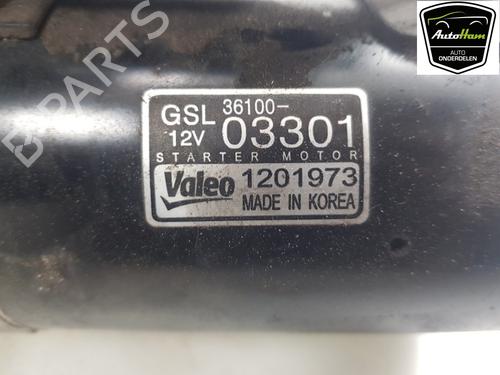 AutoHam
AUTO
ONDERDELEN
B PARTS
GSL 36100-
12V 03301
STARTER MOTOR
Valeo 1201973
MADE IN KOREA